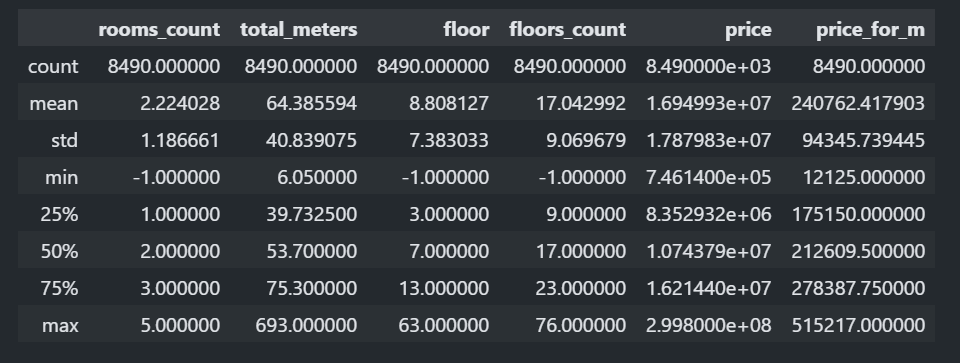 rooms_count total_meters floor floors_count price price_for_m
count 8490.000000 8490.000000 8490.000000 8490.000000 8.490000e+03 8490.000000
mean 2.224028 64.385594 8.808127 17.042992 1.694993e+07 240762.417903
std 1.186661 40.839075 7.383033 9.069679 1.787983e+07 94345.739445
min -1.000000 6.050000 -1.000000 -1.000000 7.461400e+05 12125.000000
25% 1.000000 39.732500 3.000000 9.000000 8.352932e+06 175150.000000
50% 2.000000 53.700000 7.000000 17.000000 1.074379e+07 212609.500000
75% 3.000000 75.300000 13.000000 23.000000 1.621440e+07 278387.750000
max 5.000000 693.000000 63.000000 76.000000 2.998000e+08 515217.000000